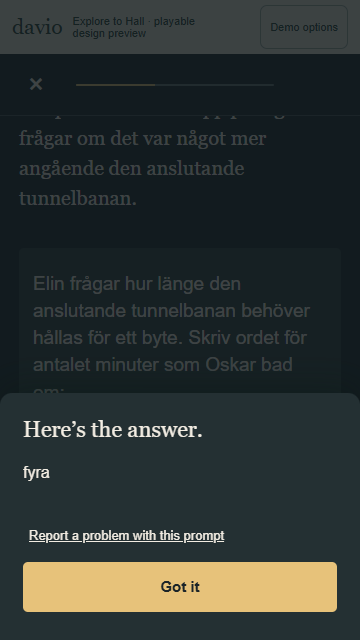 davio
Explore to Hall · playable
design preview
Demo options
×
frågar om det var något mer
angående den anslutande
tunnelbanan.
Elin frågar hur länge den
anslutande tunnelbanan behöver
hållas för ett byte. Skriv ordet för
antalet minuter som Oskar bad
om:
Here’s the answer.
fyra
Report a problem with this prompt
Got it